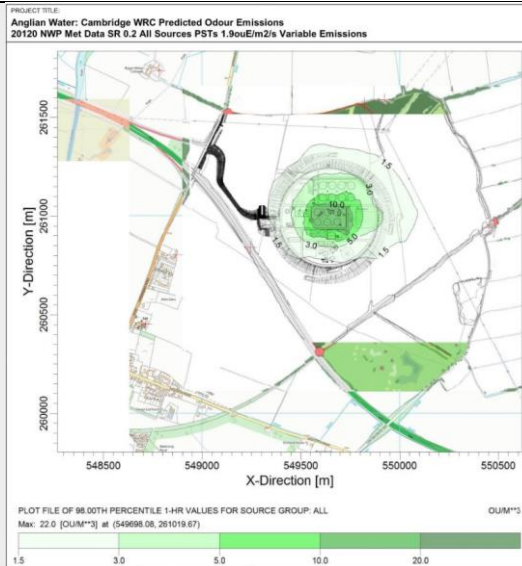 PROJECT TITLE:
Anglian Water: Cambridge WRC Predicted Odour Emissions
20120 NWP Met Data SR 0.2 All Sources PSTs 1.9ouE/m2/s Variable Emissions
261500
1.5
3.0
10.0
261000
Y-Direction [m]
1.5
3.0
5.0
1.5
260500
260000
548500
549000
549500
550000
550500
X-Direction [m]
PLOT FILE OF 98.00TH PERCENTILE 1-HR VALUES FOR SOURCE GROUP: ALL
OU/M**3
Max: 22.0 [OU/M**3] at (549698.08, 261019.67)
1.5
3.0
5.0
10.0
20.0